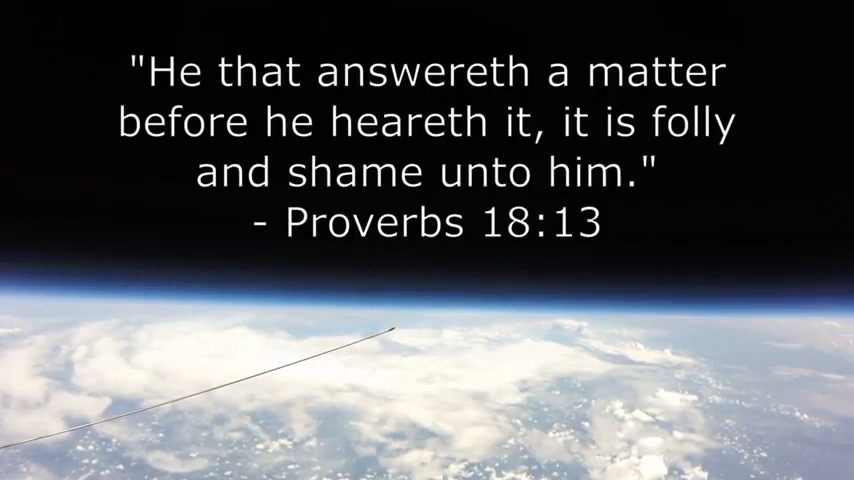 "He that answereth a matter
before he heareth it, it is folly
and shame unto him."
- Proverbs 18:13